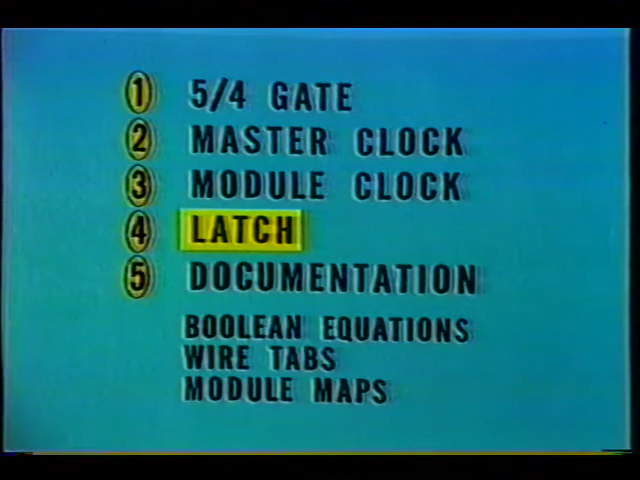 1 5/4 GATE
2 MASTER CLOCK
3 MODULE CLOCK
4 LATCH
5 DOCUMENTATION
BOOLEAN EQUATIONS
WIRE TABS
MODULE MAPS